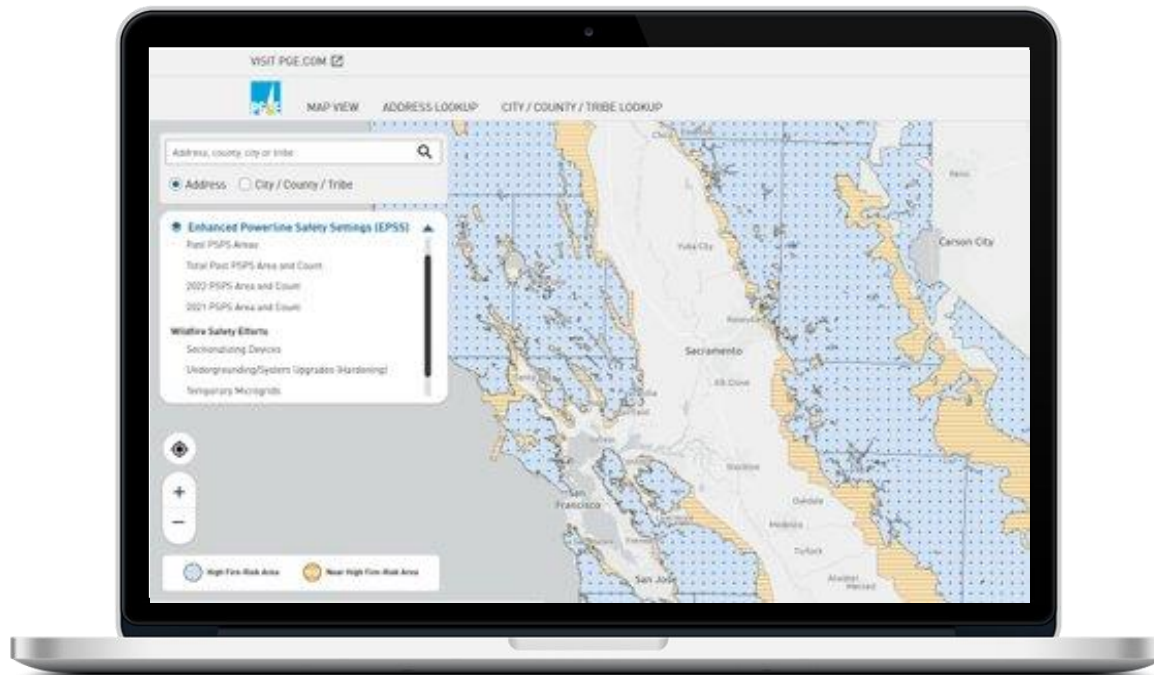 VISIT PGE.COM
PG&E
MAP VIEW ADDRESS LOOKUP CITY / COUNTY / TRIBE LOOKUP
Address, county, city or tribe
Address City / County / Tribe
Enhanced Powerline Safety Settings (EPSS)
Past PSPS Areas
Total Past PSPS Area and Count
2022 PSPS Area and Count
2021 PSPS Area and Count
Wildfire Safety Efforts
Sectionalizing Devices
Undergrounding/System Upgrades (Hardening)
Temporary Microgrids
Reno
Carson City
Yuba City
Roseville
Sacramento
Elk Grove
Stockton
San Francisco
Oakdale
Modesto
Turlock
Atwater
Merced
San Jose
High Fire-Risk Area Near High Fire-Risk Area